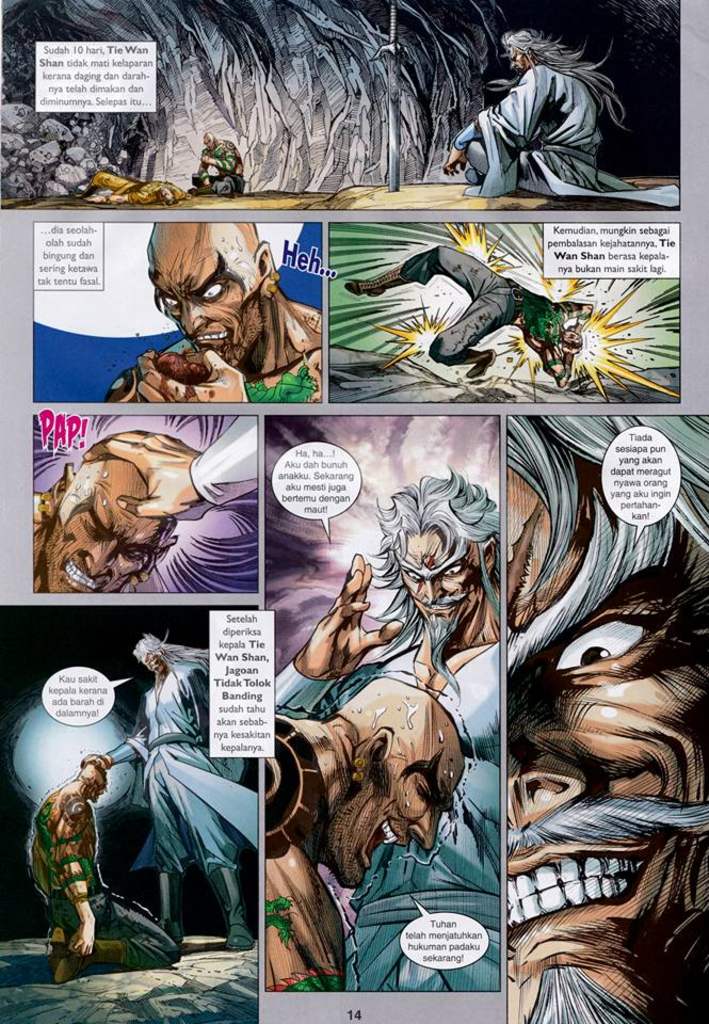 Sudah 10 hari, Tie Wan
Shan tidak mati kelaparan
kerana daging dan darah-
nya telah dimakan dan
diminumnya. Selepas itu...
...dia seolah-
olah sudah
bingung dan
sering ketawa
tak tentu fasal.
Heh...
Kemudian, mungkin sebagai
pembalasan kejahatannya, Tie
Wan Shan berasa kepala-
nya bukan main sakit lagi.
PAP!
Ha, ha...!
Aku dah bunuh
anakku. Sekarang
aku mesti juga
bertemu dengan
maut!
Tiada
sesiapa pun
yang akan
dapat meragut
nyawa orang
yang aku ingin
pertahan-
kan!
Kau sakit
kepala kerana
ada barah di
dalamnya!
Setelah
diperiksa
kepala Tie
Wan Shan,
Jagoan
Tidak Tolok
Banding
sudah tahu
akan sebab-
nya kesakitan
kepalanya.
Tuhan
telah menjatuhkan
hukuman padaku
sekarang!
14